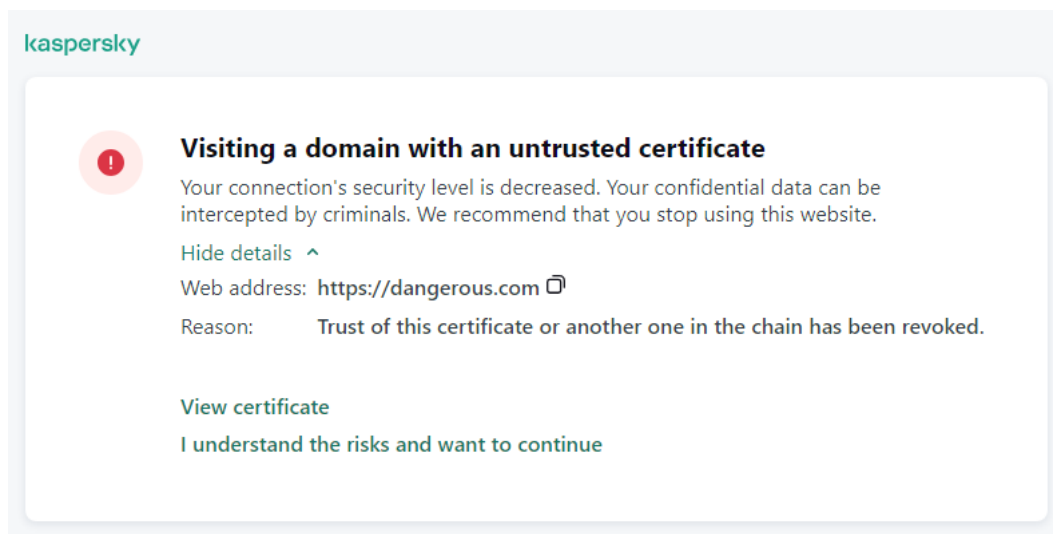 kaspersky
Visiting a domain with an untrusted certificate
Your connection's security level is decreased. Your confidential data can be
intercepted by criminals. We recommend that you stop using this website.
Hide details
Web address: https://dangerous.com
Reason: Trust of this certificate or another one in the chain has been revoked.
View certificate
I understand the risks and want to continue